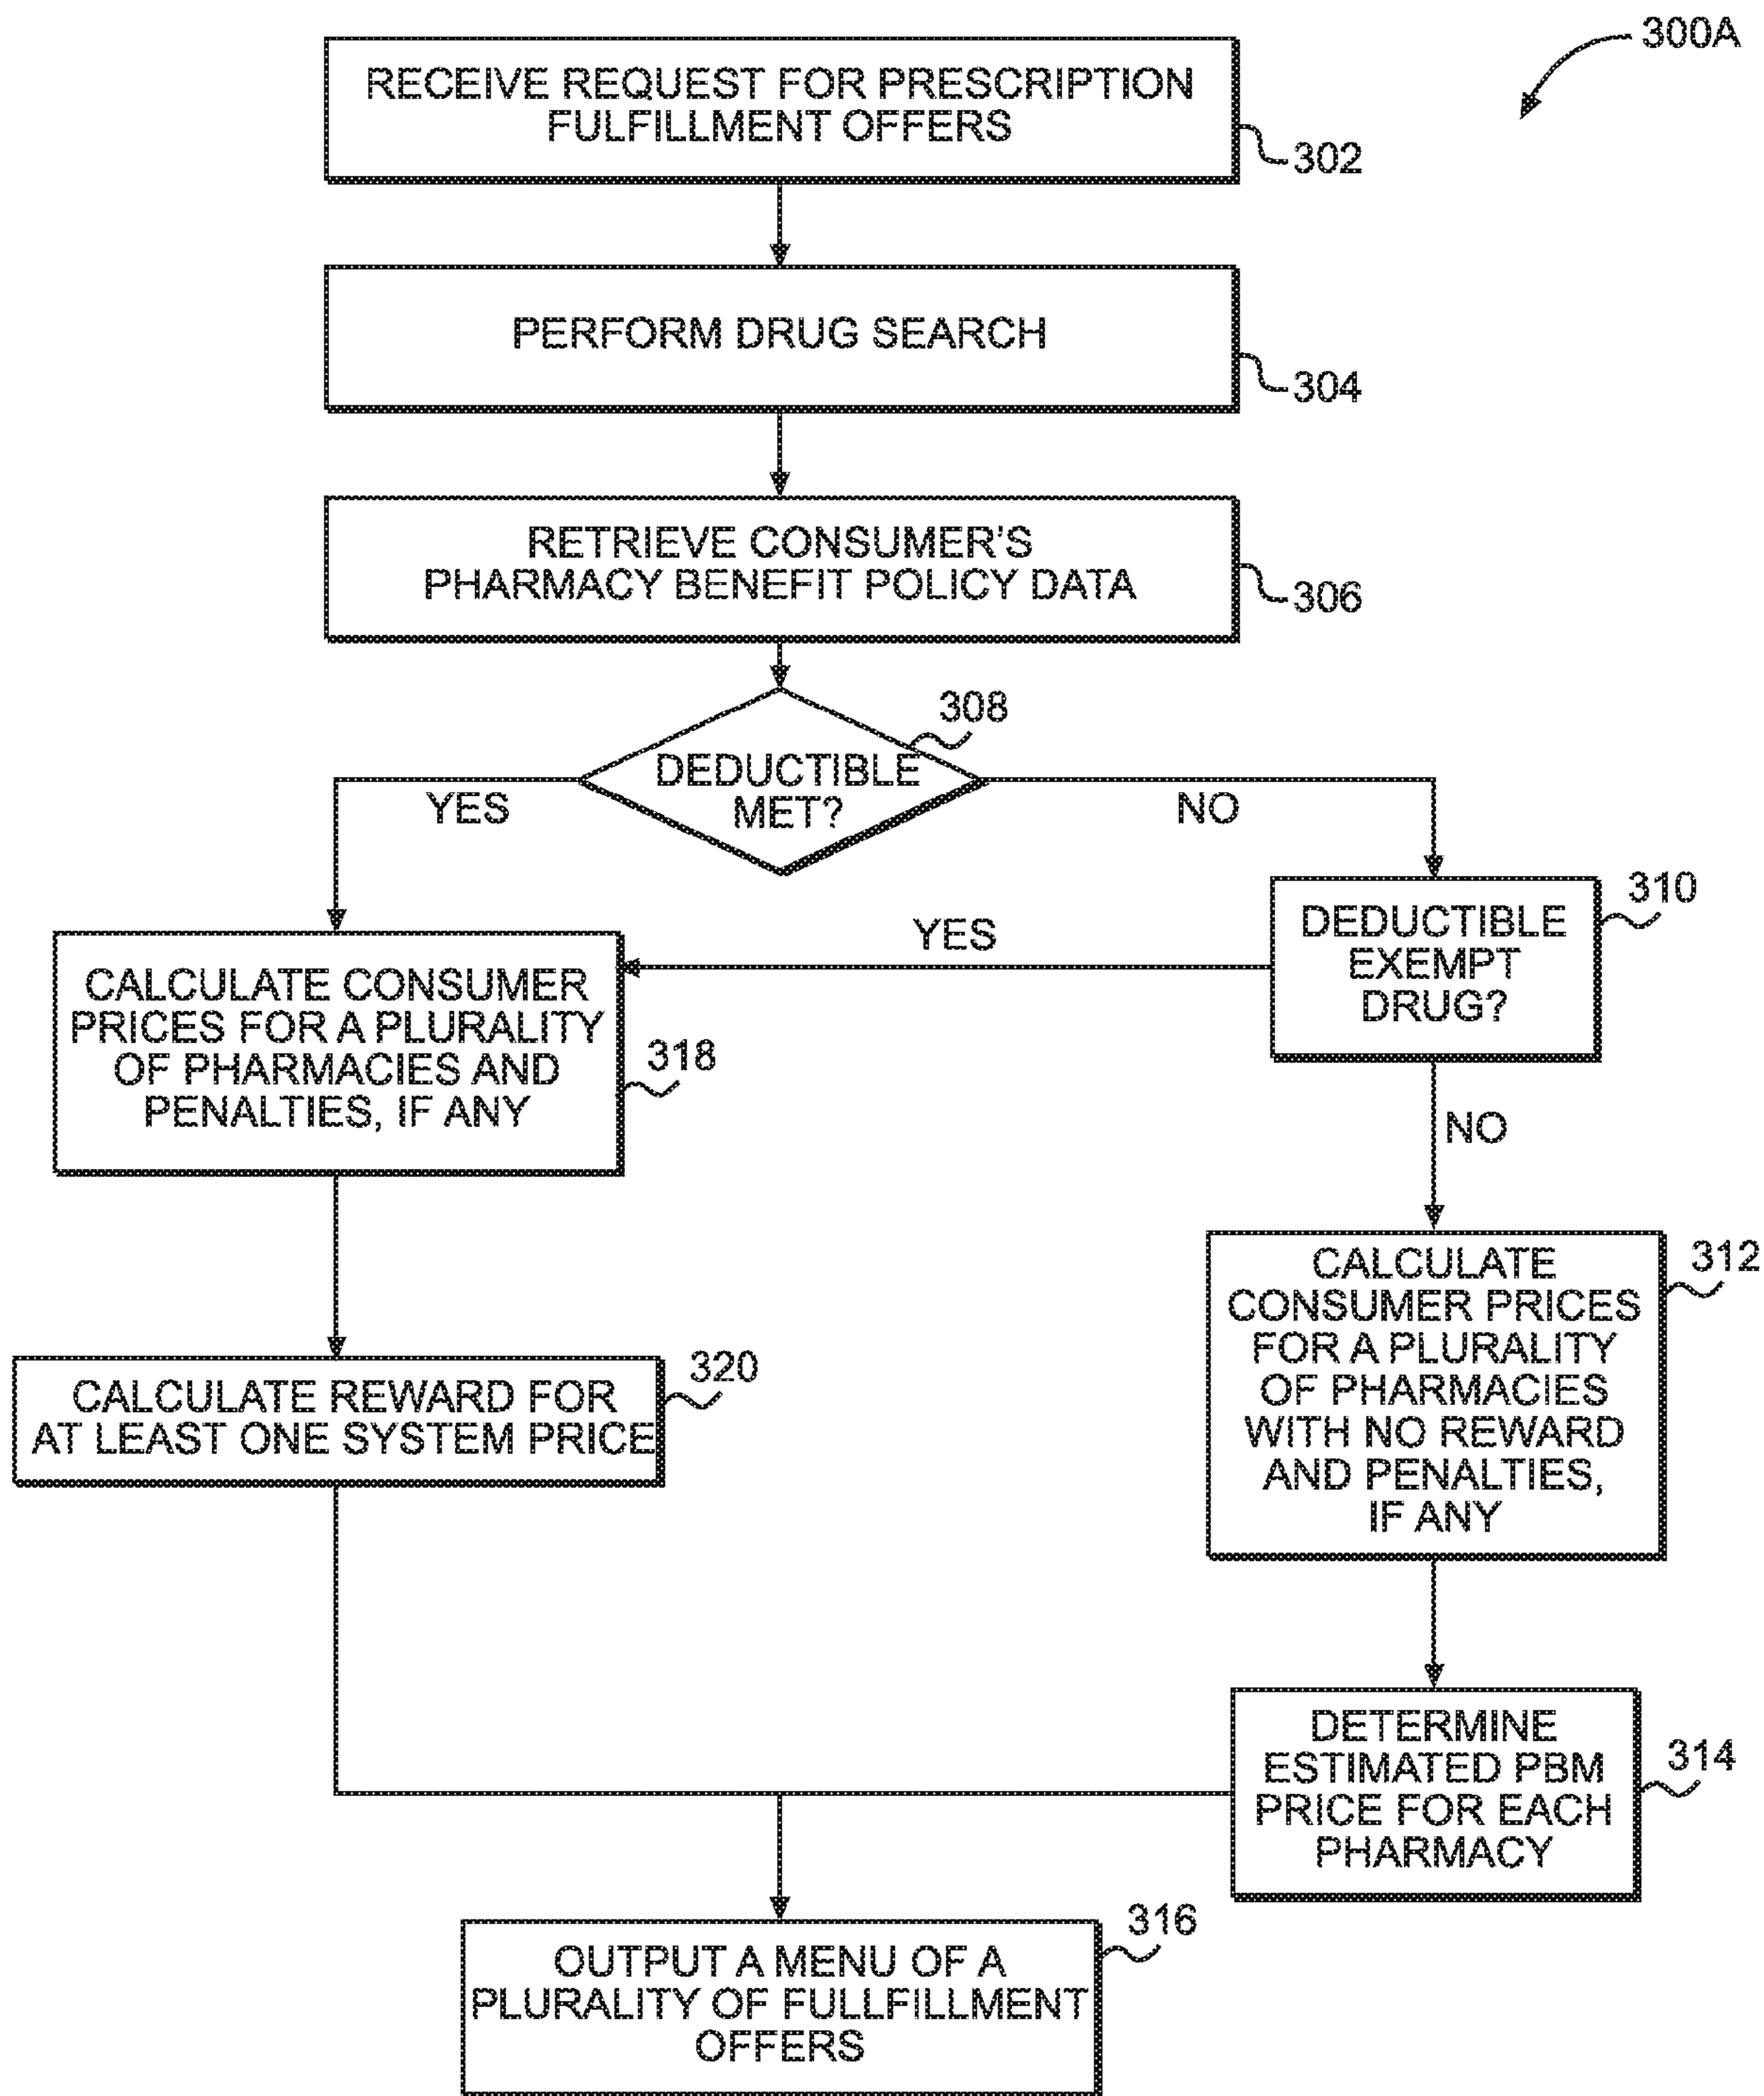 300A
RECEIVE REQUEST FOR PRESCRIPTION
FULFILLMENT OFFERS
302
PERFORM DRUG SEARCH
304
RETRIEVE CONSUMER'S
PHARMACY BENEFIT POLICY DATA
306
308
DEDUCTIBLE
MET?
YES
NO
310
DEDUCTIBLE
EXEMPT
DRUG?
YES
NO
CALCULATE CONSUMER
PRICES FOR A PLURALITY
OF PHARMACIES AND
PENALTIES, IF ANY
318
312
CALCULATE
CONSUMER PRICES
FOR A PLURALITY
OF PHARMACIES
WITH NO REWARD
AND PENALTIES,
IF ANY
320
CALCULATE REWARD FOR
AT LEAST ONE SYSTEM PRICE
314
DETERMINE
ESTIMATED PBM
PRICE FOR EACH
PHARMACY
316
OUTPUT A MENU OF A
PLURALITY OF FULLFILLMENT
OFFERS